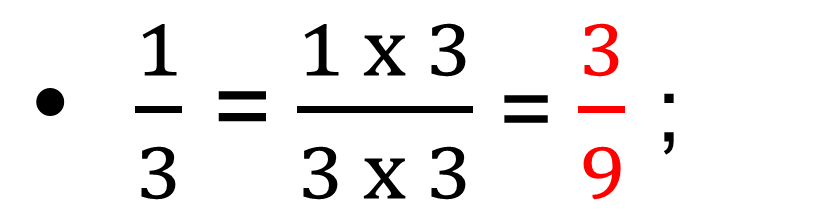 • 1/3 = (1 x 3)/(3 x 3) = 3/9 ;